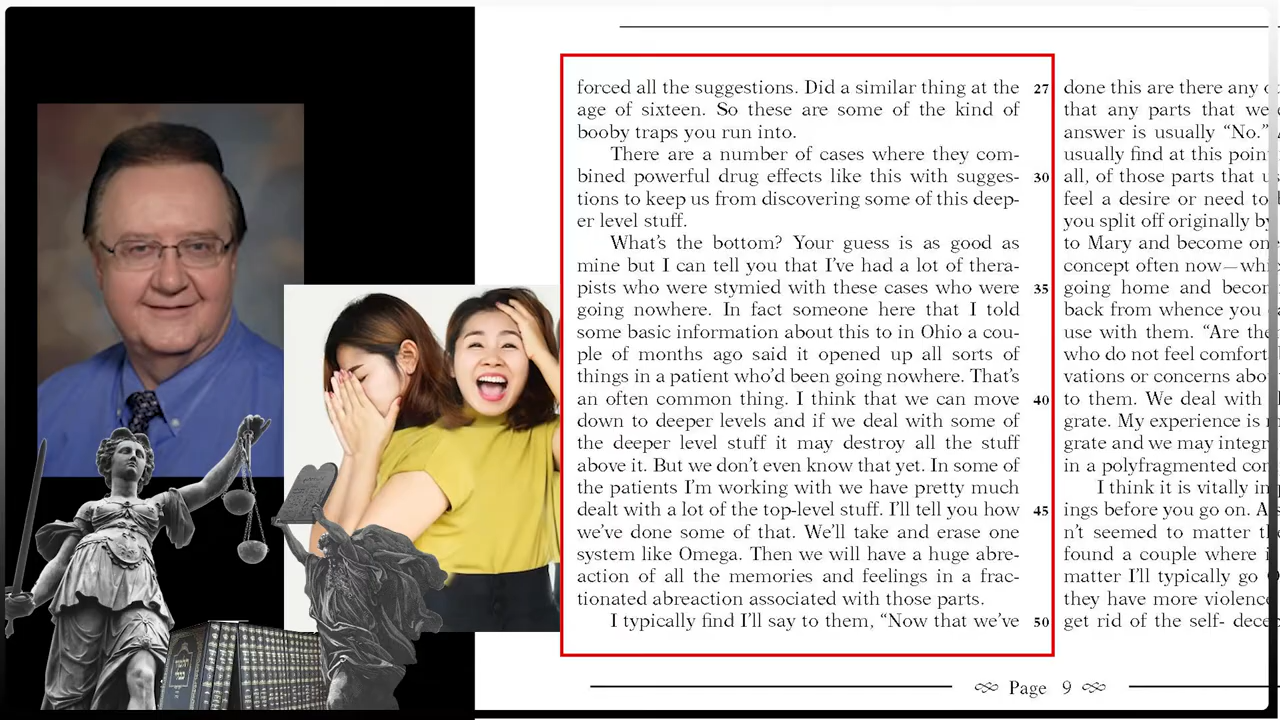 forced all the suggestions. Did a similar thing at the
age of sixteen. So these are some of the kind of
booby traps you run into.
There are a number of cases where they com-
bined powerful drug effects like this with sugges-
tions to keep us from discovering some of this deep-
er level stuff.
What's the bottom? Your guess is as good as
mine but I can tell you that I've had a lot of thera-
pists who were stymied with these cases who were
going nowhere. In fact someone here that I told
some basic information about this to in Ohio a cou-
ple of months ago said it opened up all sorts of
things in a patient who'd been going nowhere. That's
an often common thing. I think that we can move
down to deeper levels and if we deal with some of
the deeper level stuff it may destroy all the stuff
above it. But we don't even know that yet. In some of
the patients I'm working with we have pretty much
dealt with a lot of the top-level stuff. I'll tell you how
we've done some of that. We'll take and erase one
system like Omega. Then we will have a huge abre-
action of all the memories and feelings in a frac-
tionated abreaction associated with those parts.
I typically find I'll say to them, “Now that we've
27
30
35
40
45
50
done this are there any
that any parts that we
answer is usually “No.”
usually find at this
all, of those parts that
feel a desire or need to
you split off originally by
to Mary and become
concept often now—
going home and
back from whence you
use with them. “Are
who do not feel
vations or concerns
to them. We deal with
grate. My experience is
grate and we may
in a polyfragmented
I think it is vitally
ings before you go on.
n't seemed to matter
found a couple where
matter I'll typically go
they have more violence
get rid of the self-
Page 9